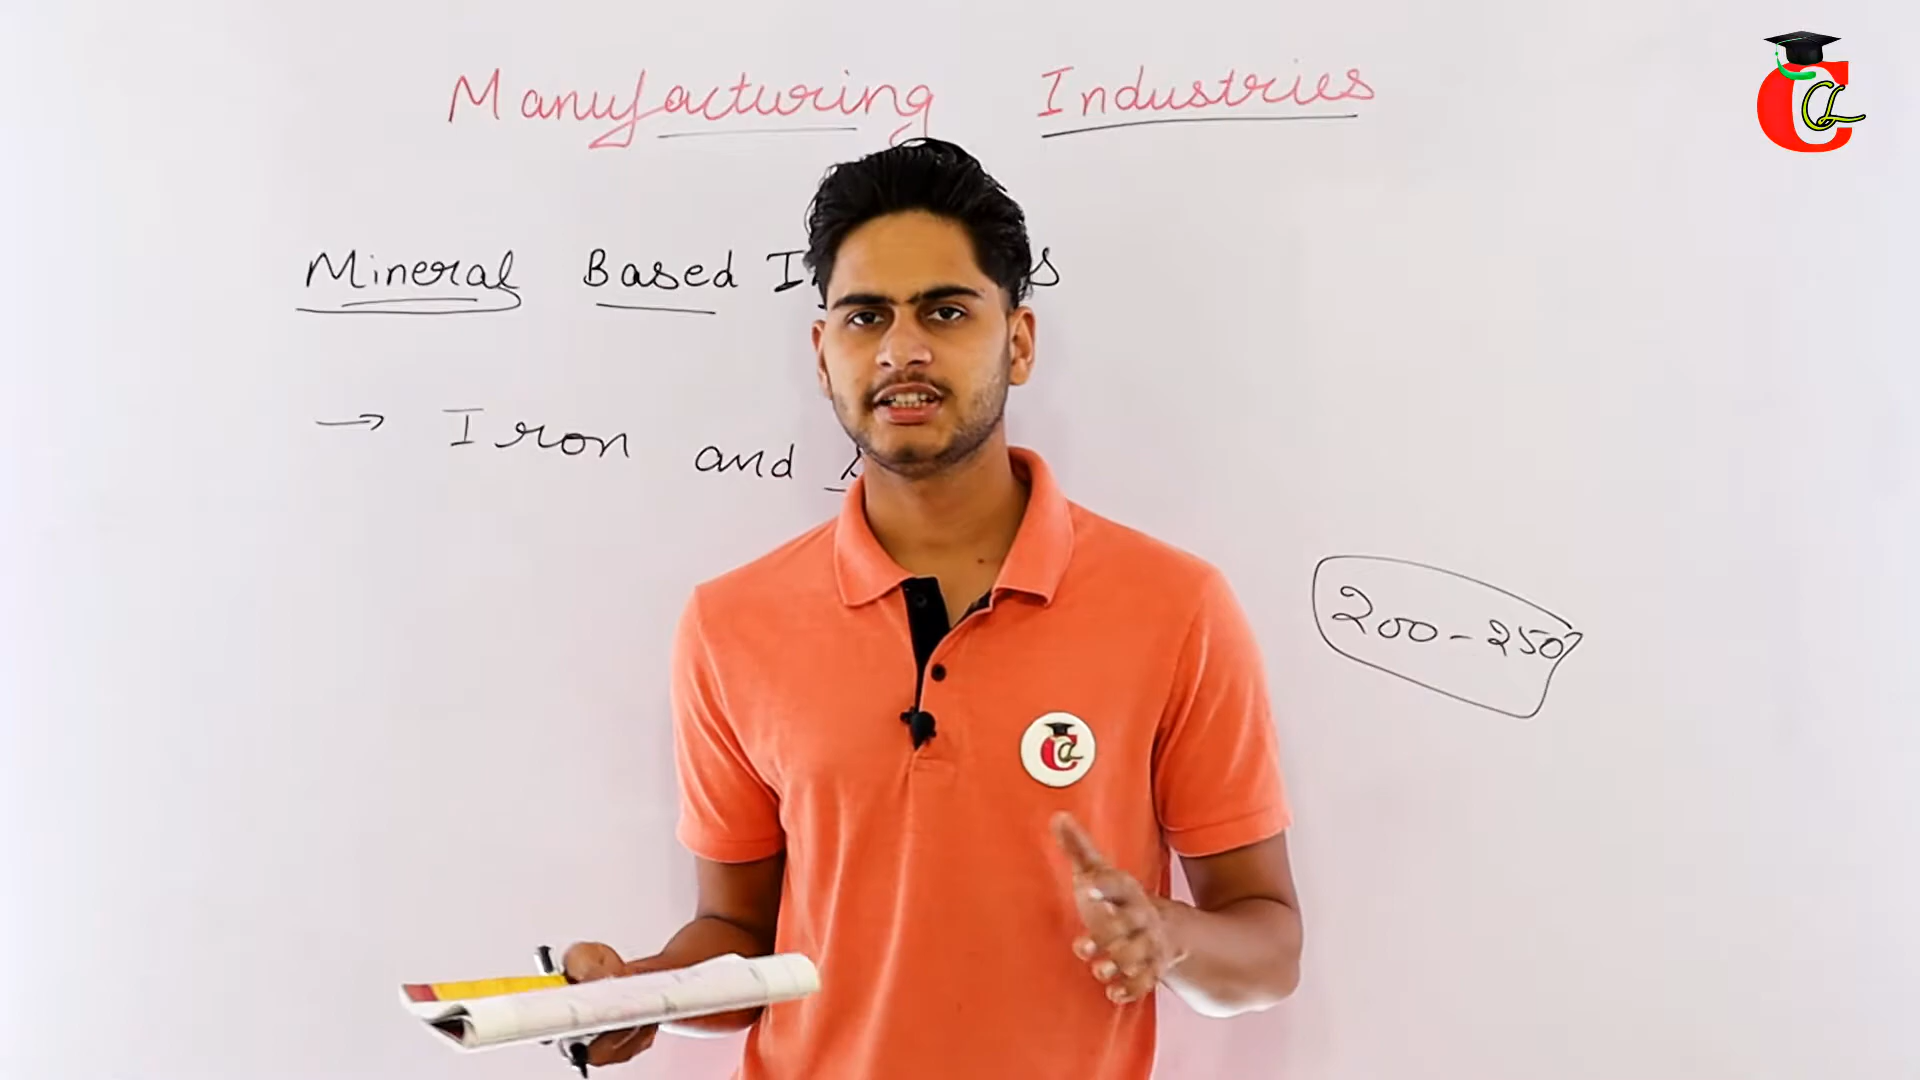 Manufacturing Industries
Mineral Based
Iron and
200-250